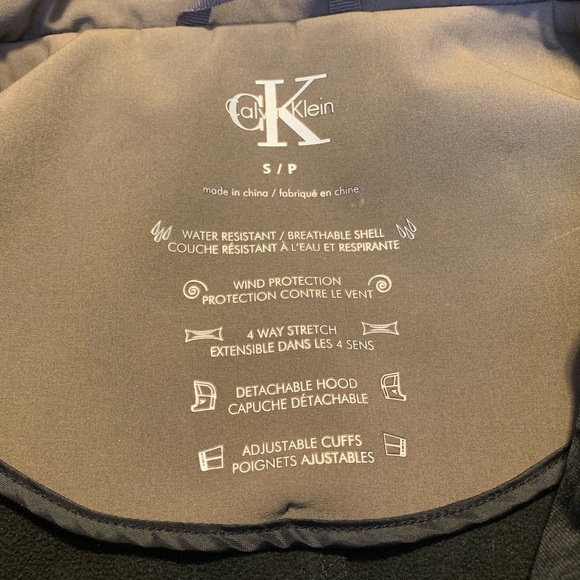 CK
Calvin Klein
S / P
made in china / fabriqué en chine
WATER RESISTANT / BREATHABLE SHELL
COUCHE RÉSISTANT À L'EAU ET RESPIRANTE
WIND PROTECTION
PROTECTION CONTRE LE VENT
4 WAY STRETCH
EXTENSIBLE DANS LES 4 SENS
DETACHABLE HOOD
CAPUCHE DÉTACHABLE
ADJUSTABLE CUFFS
POIGNETS AJUSTABLES